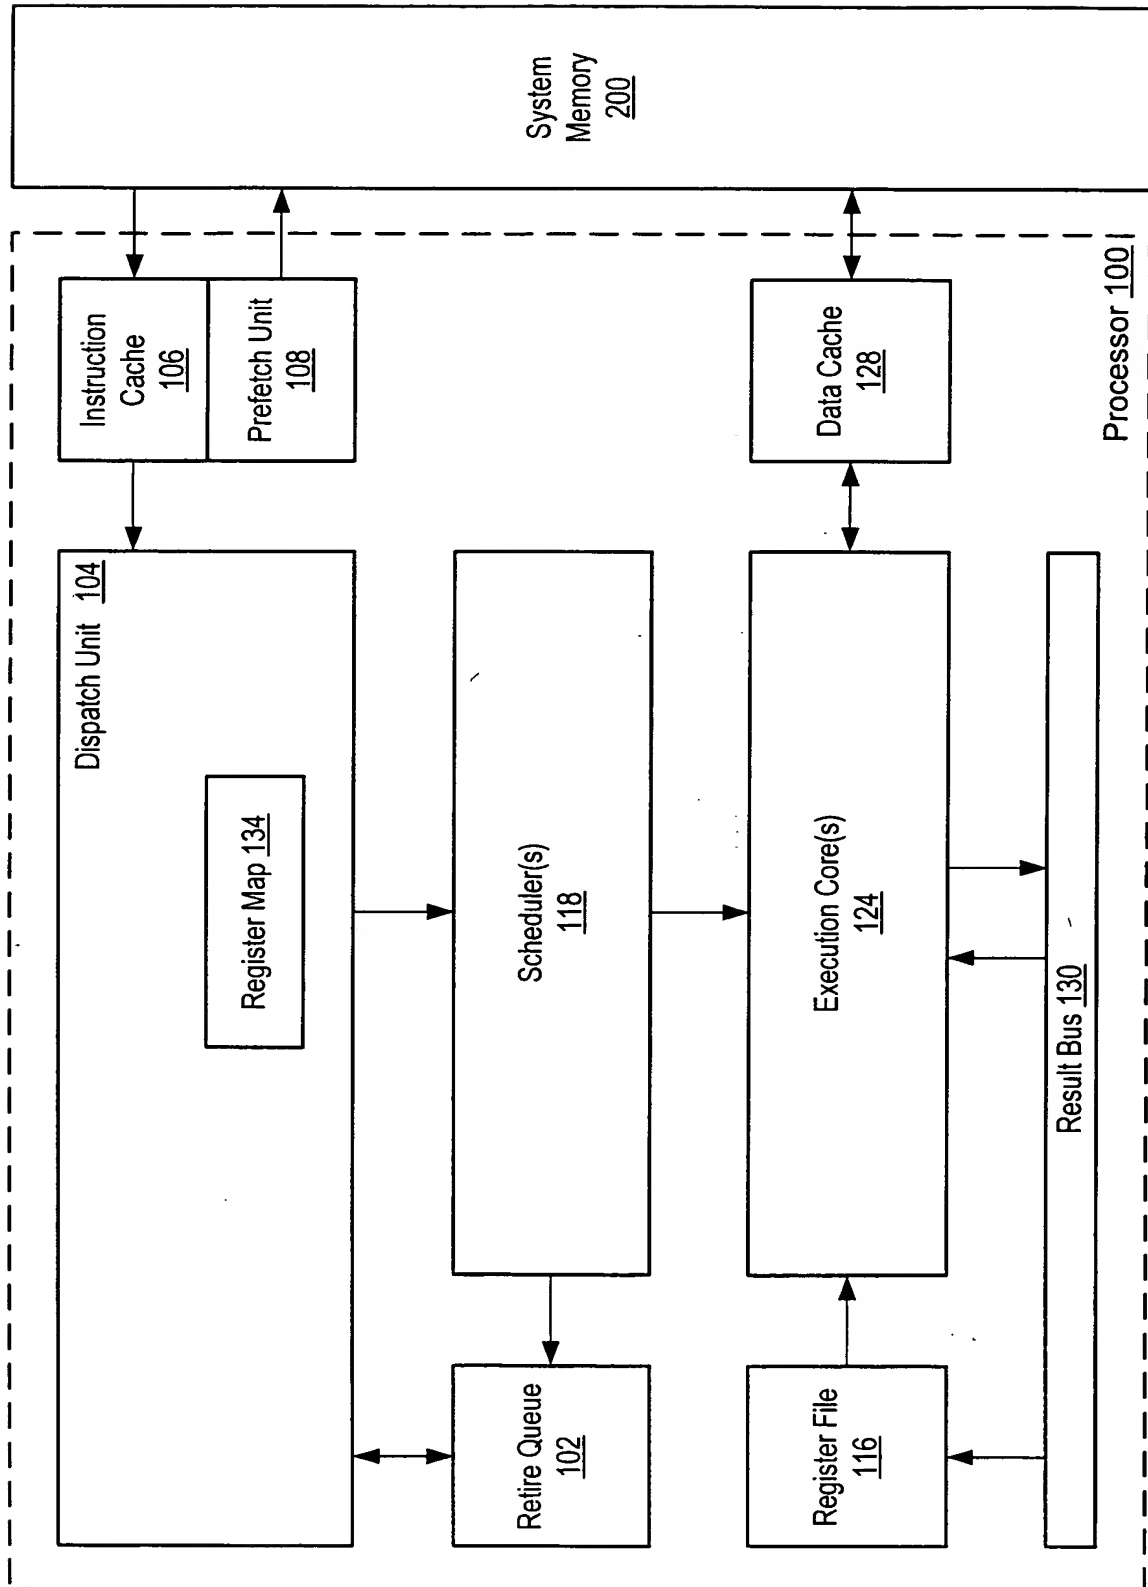 System
Memory
200
Instruction
Cache
106
Prefetch Unit
108
Data Cache
128
Processor 100
Dispatch Unit 104
Register Map 134
Scheduler(s)
118
Execution Core(s)
124
Result Bus 130
Retire Queue
102
Register File
116